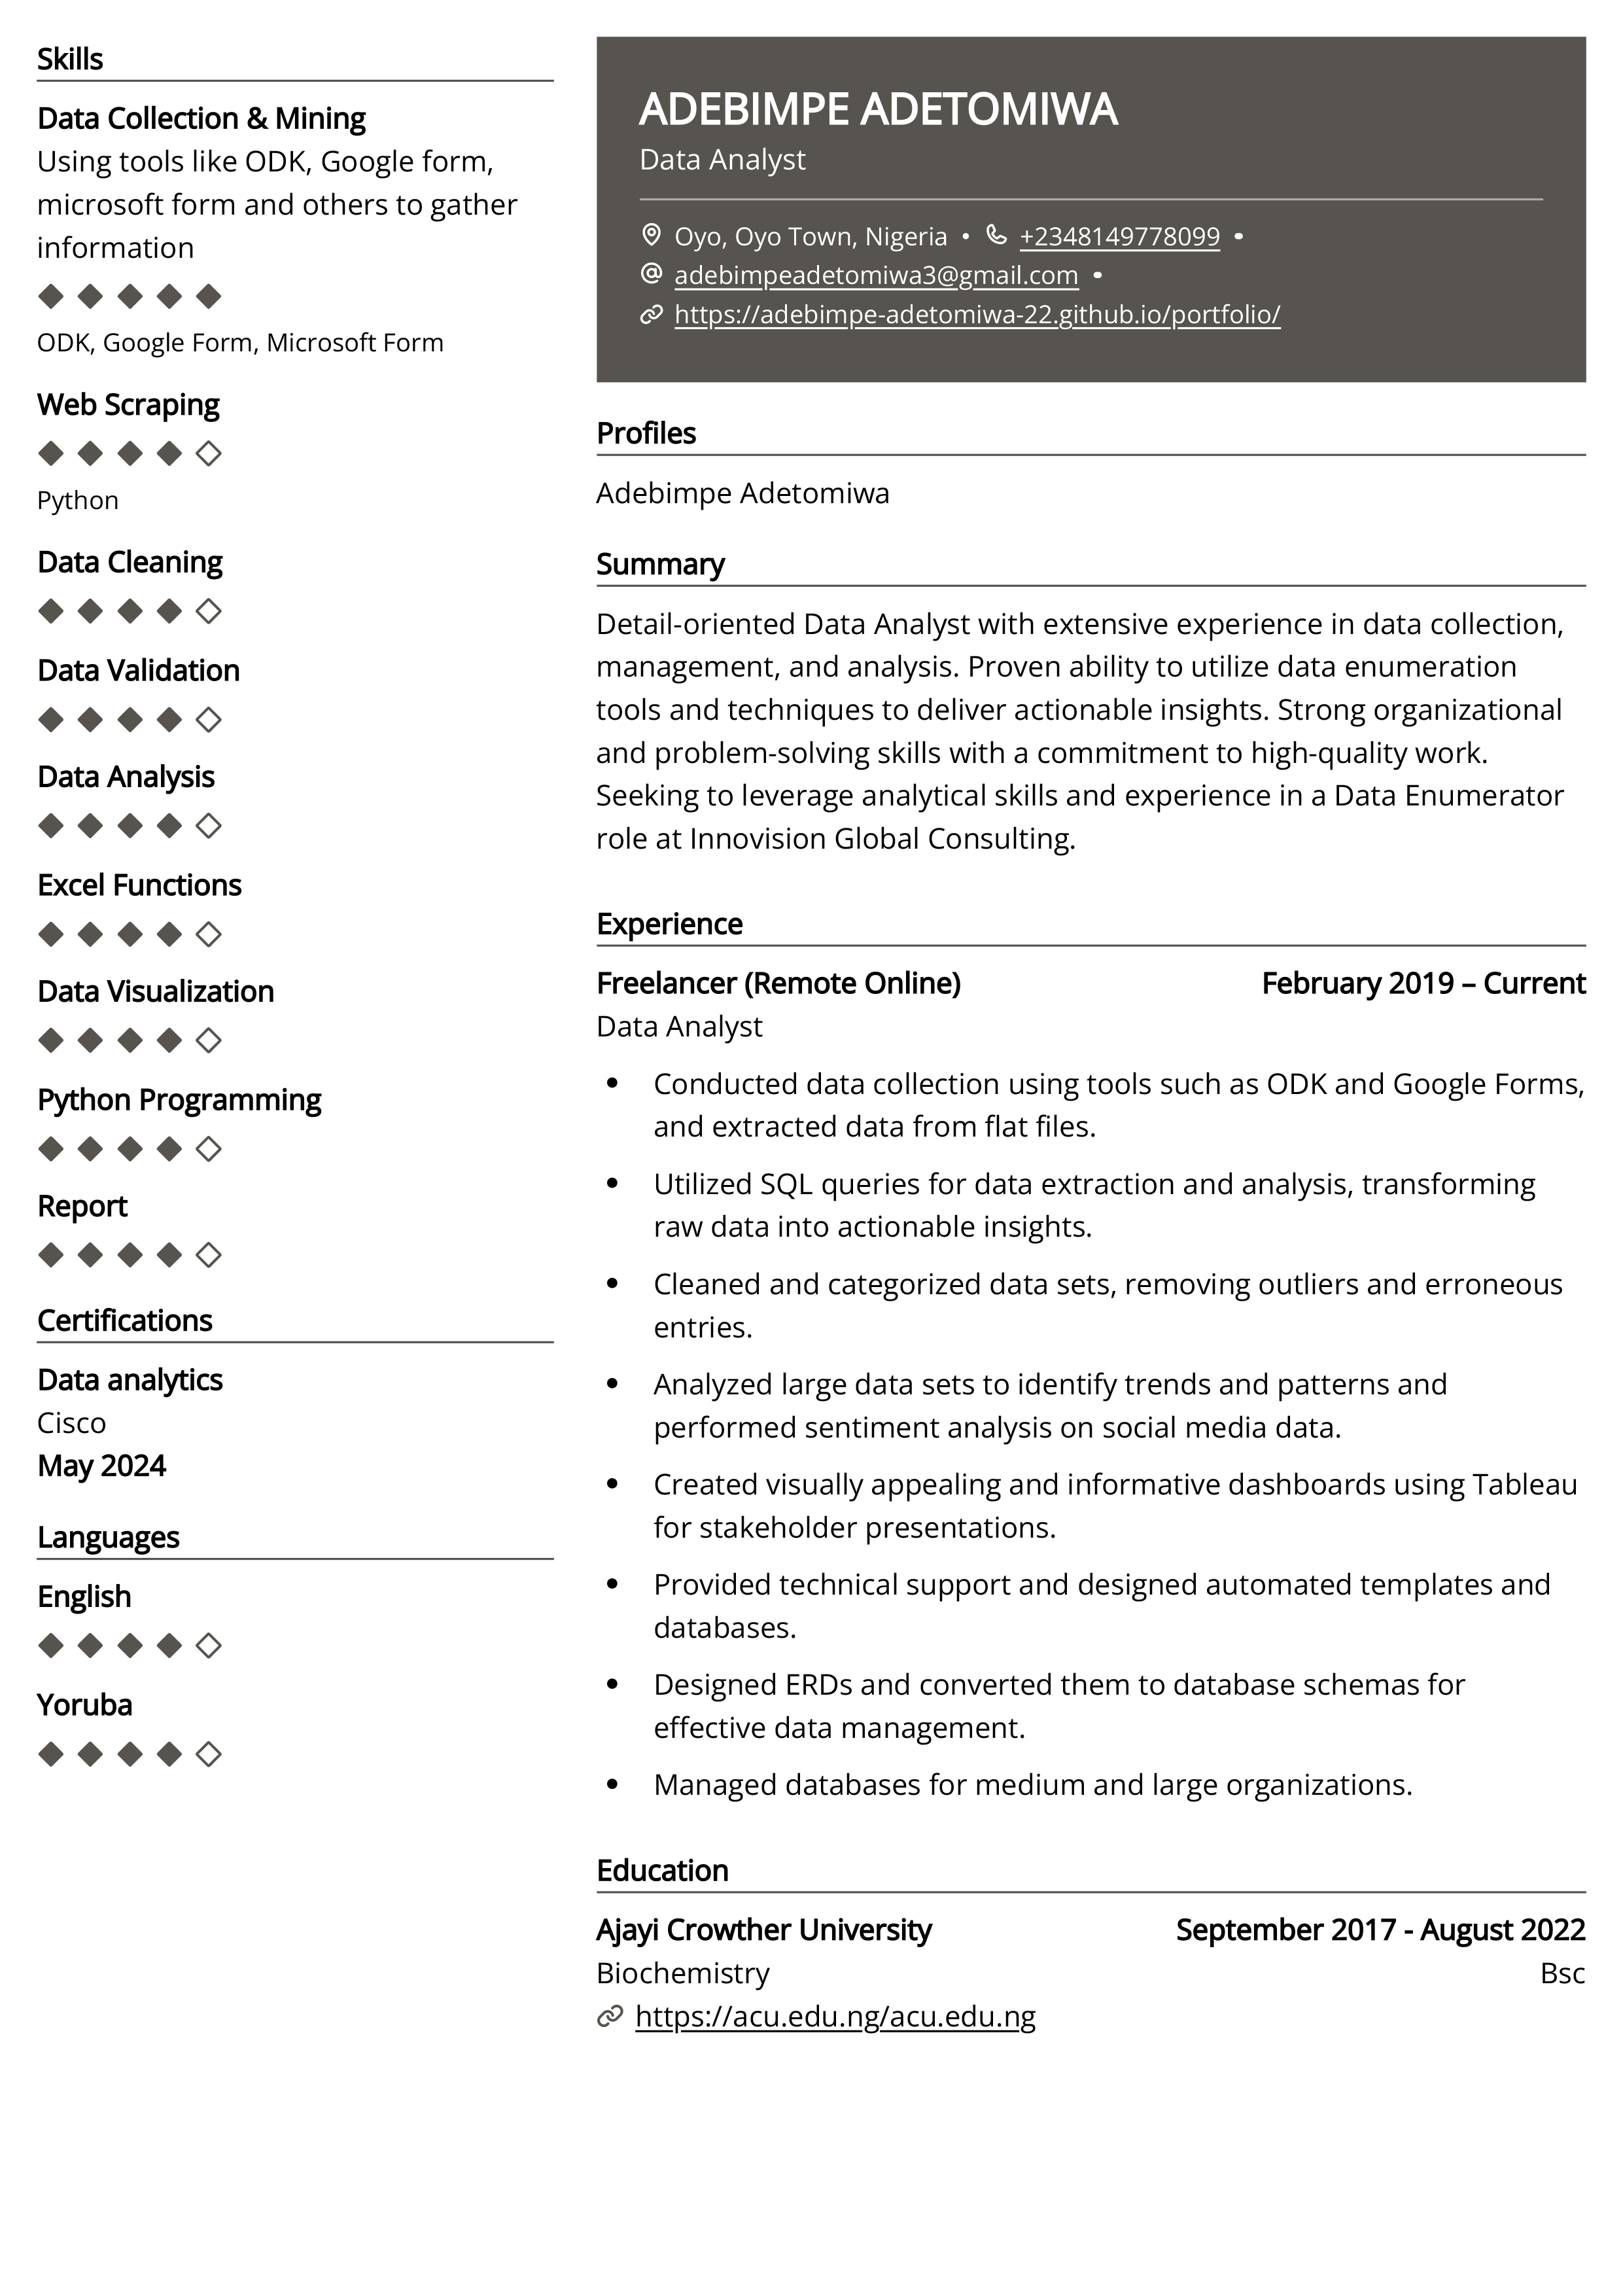 Skills
Data Collection & Mining
Using tools like ODK, Google form,
microsoft form and others to gather
information
ODK, Google Form, Microsoft Form
Web Scraping
Python
Data Cleaning
Data Validation
Data Analysis
Excel Functions
Data Visualization
Python Programming
Report
Certifications
Data analytics
Cisco
May 2024
Languages
English
Yoruba
ADEBIMPE ADETOMIWA
Data Analyst
Oyo, Oyo Town, Nigeria • +2348149778099 •
adebimpeadetomiwa3@gmail.com •
https://adebimpe-adetomiwa-22.github.io/portfolio/
Profiles
Adebimpe Adetomiwa
Summary
Detail-oriented Data Analyst with extensive experience in data collection,
management, and analysis. Proven ability to utilize data enumeration
tools and techniques to deliver actionable insights. Strong organizational
and problem-solving skills with a commitment to high-quality work.
Seeking to leverage analytical skills and experience in a Data Enumerator
role at Innovision Global Consulting.
Experience
Freelancer (Remote Online) February 2019 – Current
Data Analyst
• Conducted data collection using tools such as ODK and Google Forms,
and extracted data from flat files.
• Utilized SQL queries for data extraction and analysis, transforming
raw data into actionable insights.
• Cleaned and categorized data sets, removing outliers and erroneous
entries.
• Analyzed large data sets to identify trends and patterns and
performed sentiment analysis on social media data.
• Created visually appealing and informative dashboards using Tableau
for stakeholder presentations.
• Provided technical support and designed automated templates and
databases.
• Designed ERDs and converted them to database schemas for
effective data management.
• Managed databases for medium and large organizations.
Education
Ajayi Crowther University September 2017 - August 2022
Biochemistry Bsc
https://acu.edu.ng/acu.edu.ng